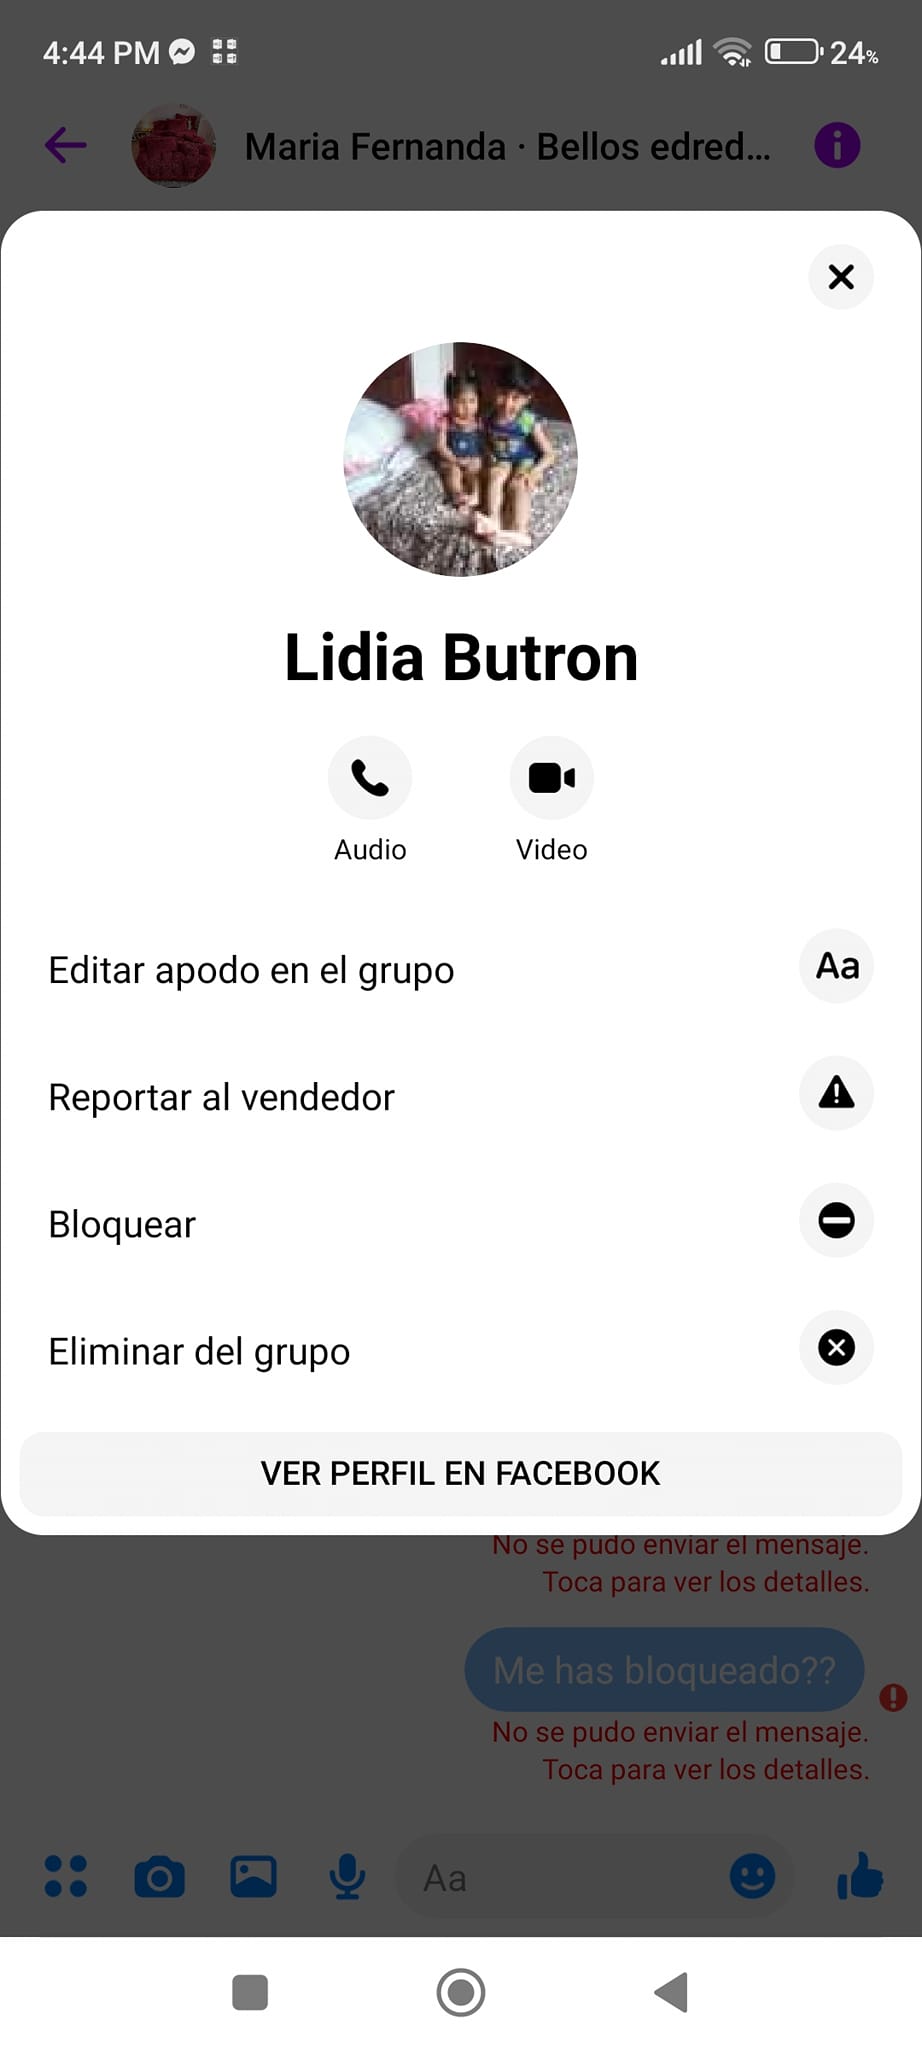 4:44 PM
24%
Maria Fernanda · Bellos edred...
Lidia Butron
Audio
Video
Editar apodo en el grupo
Aa
Reportar al vendedor
Bloquear
Eliminar del grupo
VER PERFIL EN FACEBOOK
No se pudo enviar el mensaje.
Toca para ver los detalles.
Me has bloqueado??
No se pudo enviar el mensaje.
Toca para ver los detalles.
Aa